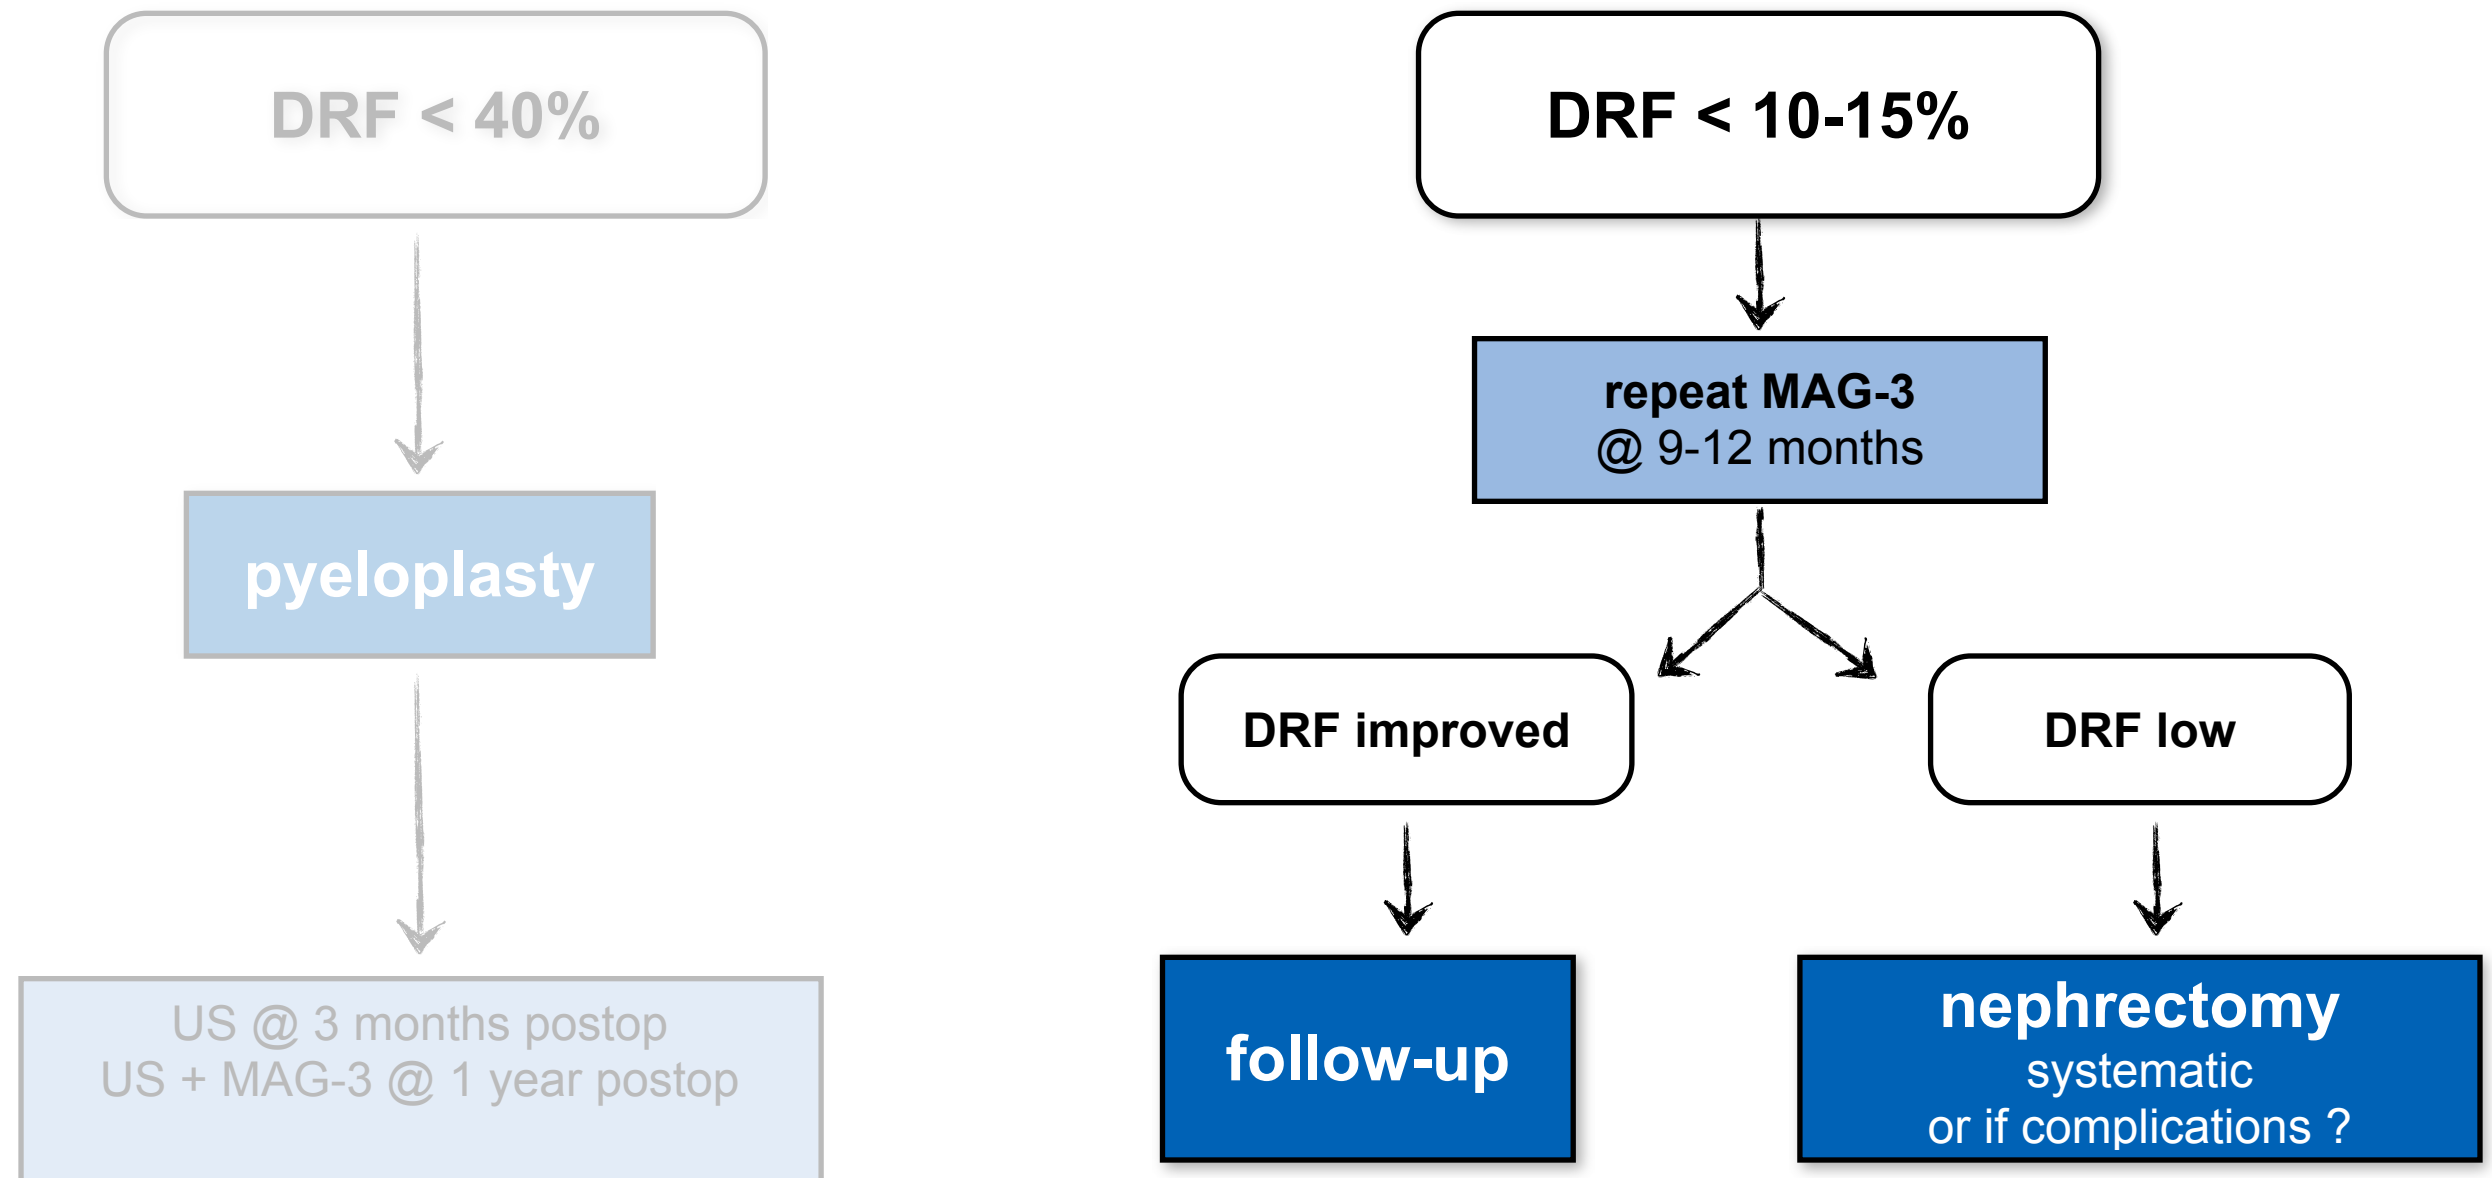 DRF < 40%
pyeloplasty
US @ 3 months postop
US + MAG-3 @ 1 year postop
DRF < 10-15%
repeat MAG-3
@ 9-12 months
DRF improved
DRF low
follow-up
nephrectomy
systematic
or if complications ?